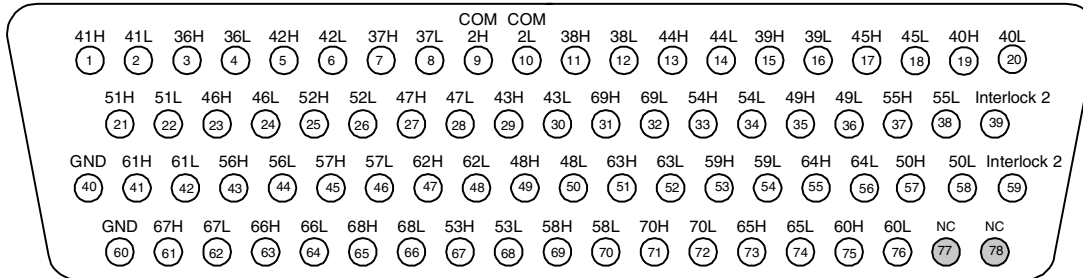 COM COM
41H 41L 36H 36L 42H 42L 37H 37L 2H 2L 38H 38L 44H 44L 39H 39L 45H 45L 40H 40L
1 2 3 4 5 6 7 8 9 10 11 12 13 14 15 16 17 18 19 20
51H 51L 46H 46L 52H 52L 47H 47L 43H 43L 69H 69L 54H 54L 49H 49L 55H 55L Interlock 2
21 22 23 24 25 26 27 28 29 30 31 32 33 34 35 36 37 38 39
GND 61H 61L 56H 56L 57H 57L 62H 62L 48H 48L 63H 63L 59H 59L 64H 64L 50H 50L Interlock 2
40 41 42 43 44 45 46 47 48 49 50 51 52 53 54 55 56 57 58 59
GND 67H 67L 66H 66L 68H 68L 53H 53L 58H 58L 70H 70L 65H 65L 60H 60L NC NC
60 61 62 63 64 65 66 67 68 69 70 71 72 73 74 75 76 77 78